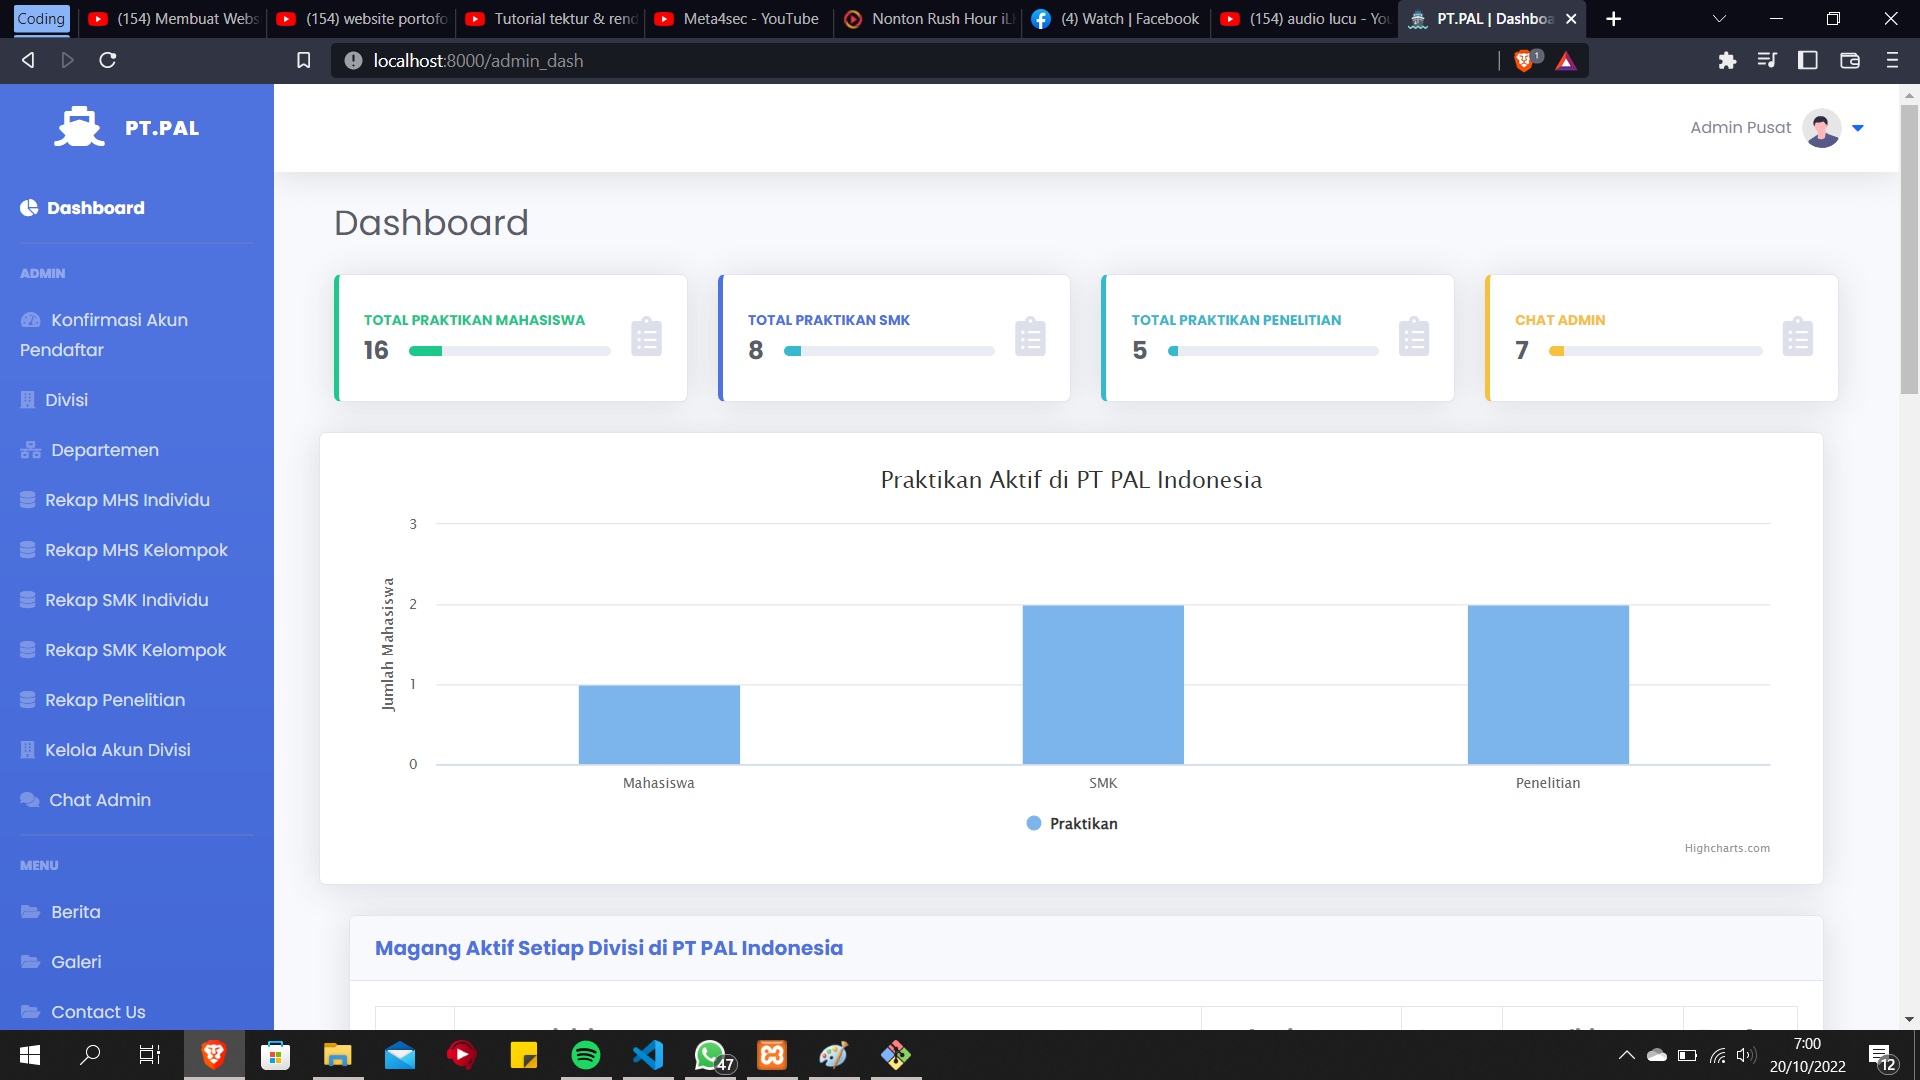 Coding
(154) Membuat Webs
(154) website portofo
Tutorial tektur & rend
Meta4sec - YouTube
Nonton Rush Hour iL
(4) Watch | Facebook
(154) audio lucu - You
PT.PAL | Dashboa
localhost:8000/admin_dash
1
PT.PAL
Admin Pusat
Dashboard
ADMIN
Konfirmasi Akun
Pendaftar
Divisi
Departemen
Rekap MHS Individu
Rekap MHS Kelompok
Rekap SMK Individu
Rekap SMK Kelompok
Rekap Penelitian
Kelola Akun Divisi
Chat Admin
MENU
Berita
Galeri
Contact Us
Dashboard
TOTAL PRAKTIKAN MAHASISWA
16
TOTAL PRAKTIKAN SMK
8
TOTAL PRAKTIKAN PENELITIAN
5
CHAT ADMIN
7
Praktikan Aktif di PT PAL Indonesia
Jumlah Mahasiswa
3
2
1
0
Mahasiswa
SMK
Penelitian
Praktikan
Highcharts.com
Magang Aktif Setiap Divisi di PT PAL Indonesia
47
7:00
20/10/2022
12